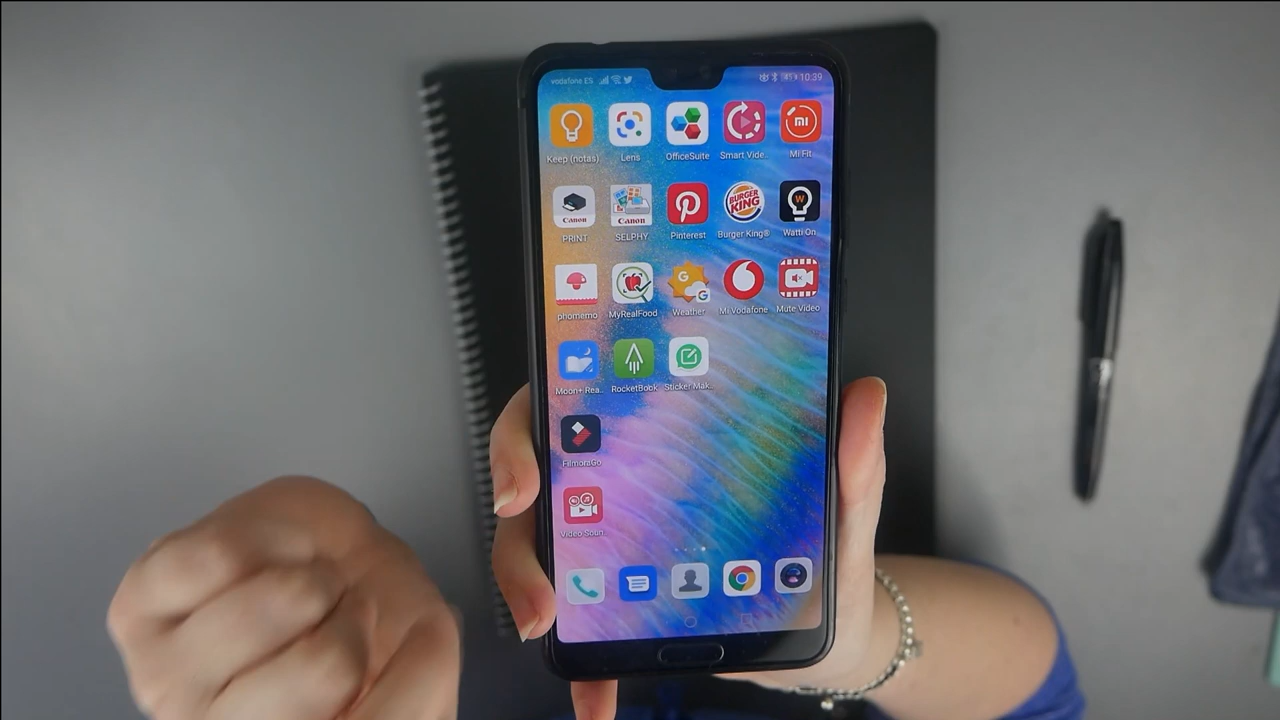 vodafone ES 10:39
Keep (notas) Lens OfficeSuite Smart Vide.. Mi Fit
Canon Canon BURGER KING W
PRINT SELPHY Pinterest Burger King® Watti On
phomemo MyRealFood Weather Mi Vodafone Mute Video
Moon+ Rea.. RocketBook Sticker Mak..
FilmoraGo
Video Soun..